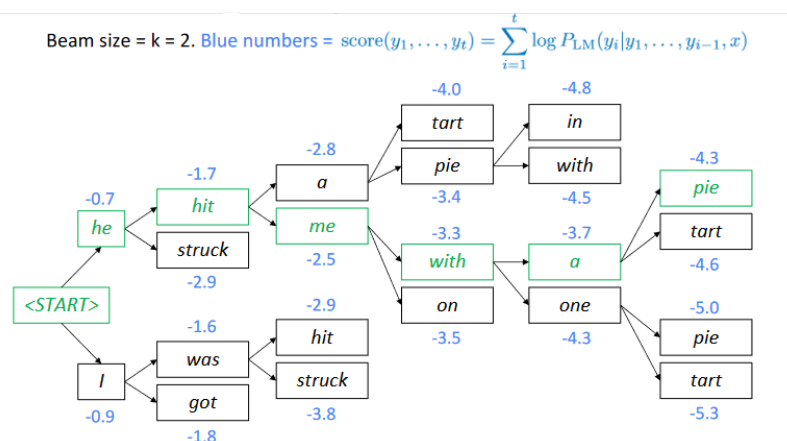 Beam size = k = 2. Blue numbers = score(y₁, . . . , yₜ) = ∑ᵗᵢ₌₁ log P_LM(yᵢ|y₁, . . . , yᵢ₋₁, x)
-4.0 -4.8
tart in
-2.8
a
pie with
-4.3
-1.7
-3.4 -4.5
pie
-0.7
hit
he
me
-3.3 -3.7
tart
struck
-2.5
with a
-4.6
-2.9
<START>
-2.9
on one
-5.0
-1.6
hit
-3.5 -4.3
pie
was
I
struck
tart
got
-0.9
-3.8
-5.3
-1.8